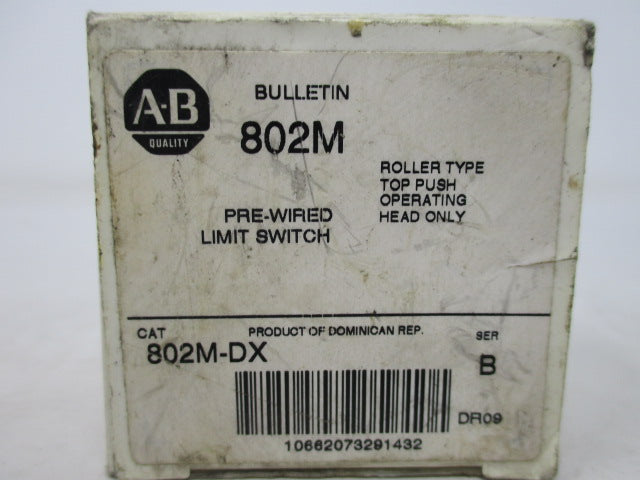 A-B
QUALITY
BULLETIN
802M
ROLLER TYPE
TOP PUSH
OPERATING
HEAD ONLY
PRE-WIRED
LIMIT SWITCH
CAT
PRODUCT OF DOMINICAN REP.
SER
802M-DX
B
DR09
10662073291432